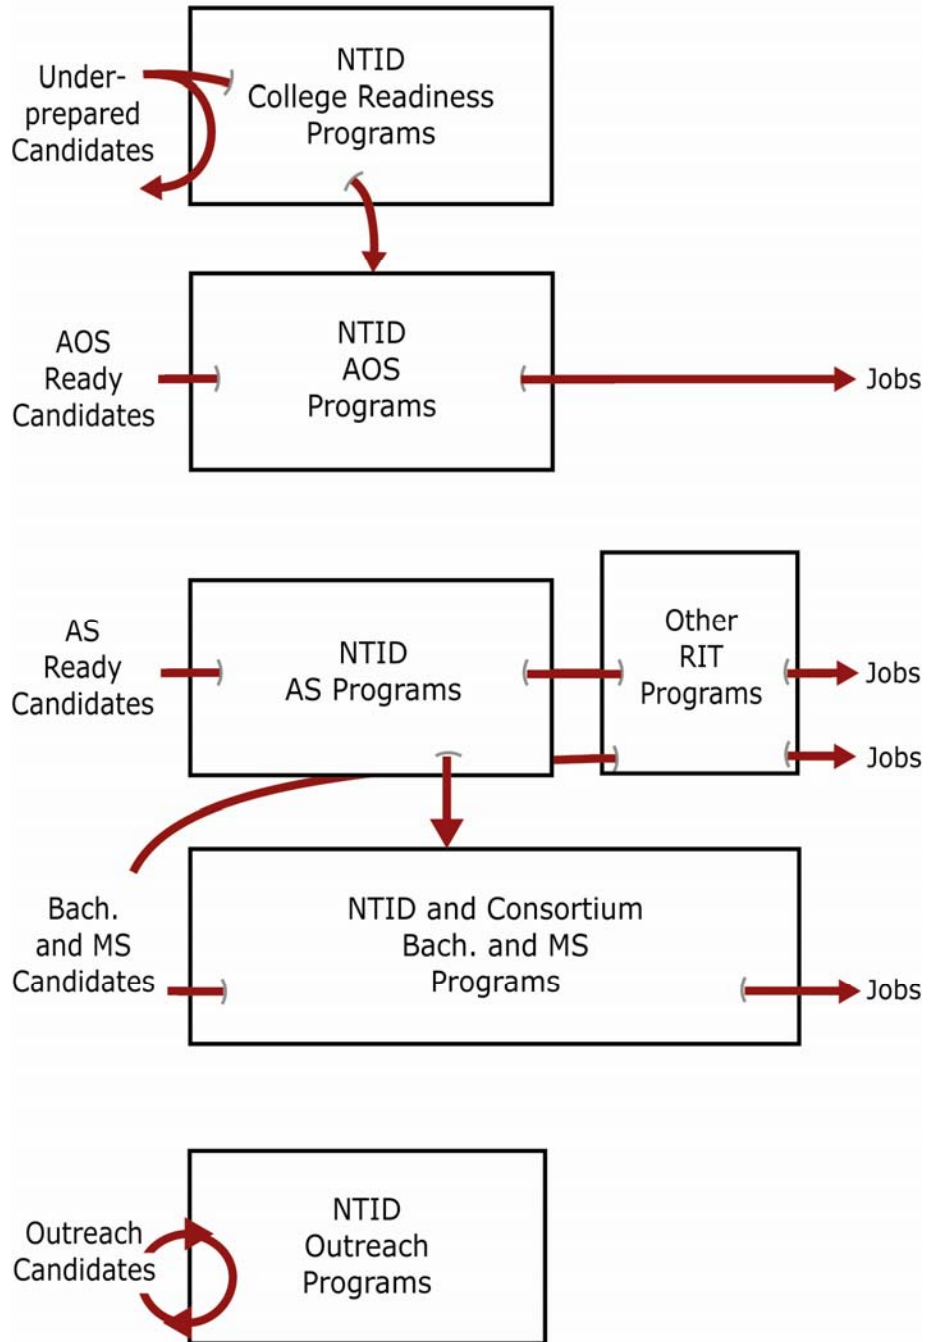 Under-
prepared
Candidates
NTID
College Readiness
Programs
AOS
Ready
Candidates
NTID
AOS
Programs
Jobs
AS
Ready
Candidates
NTID
AS Programs
Other
RIT
Programs
Jobs
Jobs
Bach.
and MS
Candidates
NTID and Consortium
Bach. and MS
Programs
Jobs
Outreach
Candidates
NTID
Outreach
Programs